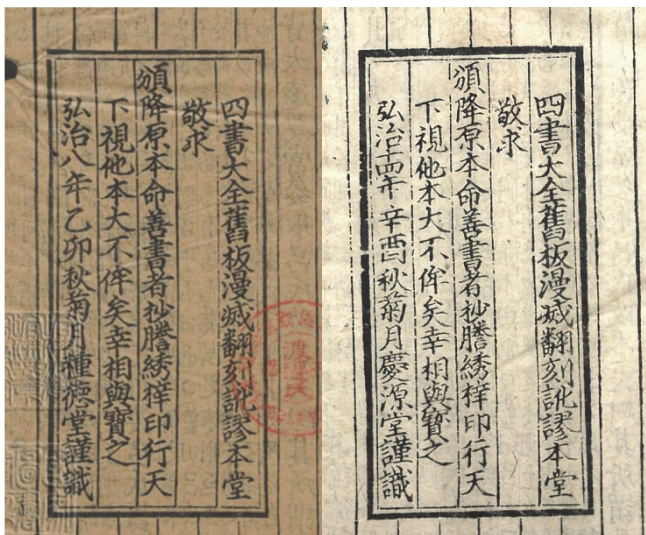 四書大全舊板漫滅翻刻訛謬本堂
敬求
頒降原本命善書者抄謄綉梓印行天
下視他本大不侔矣幸相與寶之
弘治八年乙卯秋菊月種德堂謹識
四書大全舊板漫滅翻刻訛謬本堂
敬求
頒降原本命善書者抄謄綉梓印行天
下視他本大不侔矣幸相與寶之
弘治十四年辛酉秋菊月慶源堂謹識